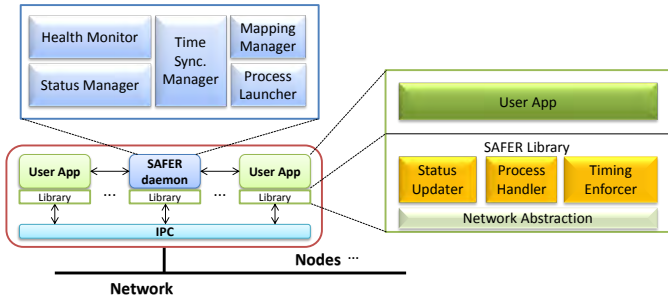 Health Monitor
Time
Sync.
Manager
Mapping
Manager
Status Manager
Process
Launcher
User App
SAFER Library
Status
Updater
Process
Handler
Timing
Enforcer
Network Abstraction
User App
SAFER
daemon
User App
Library
...
Library
...
Library
IPC
Nodes ...
Network